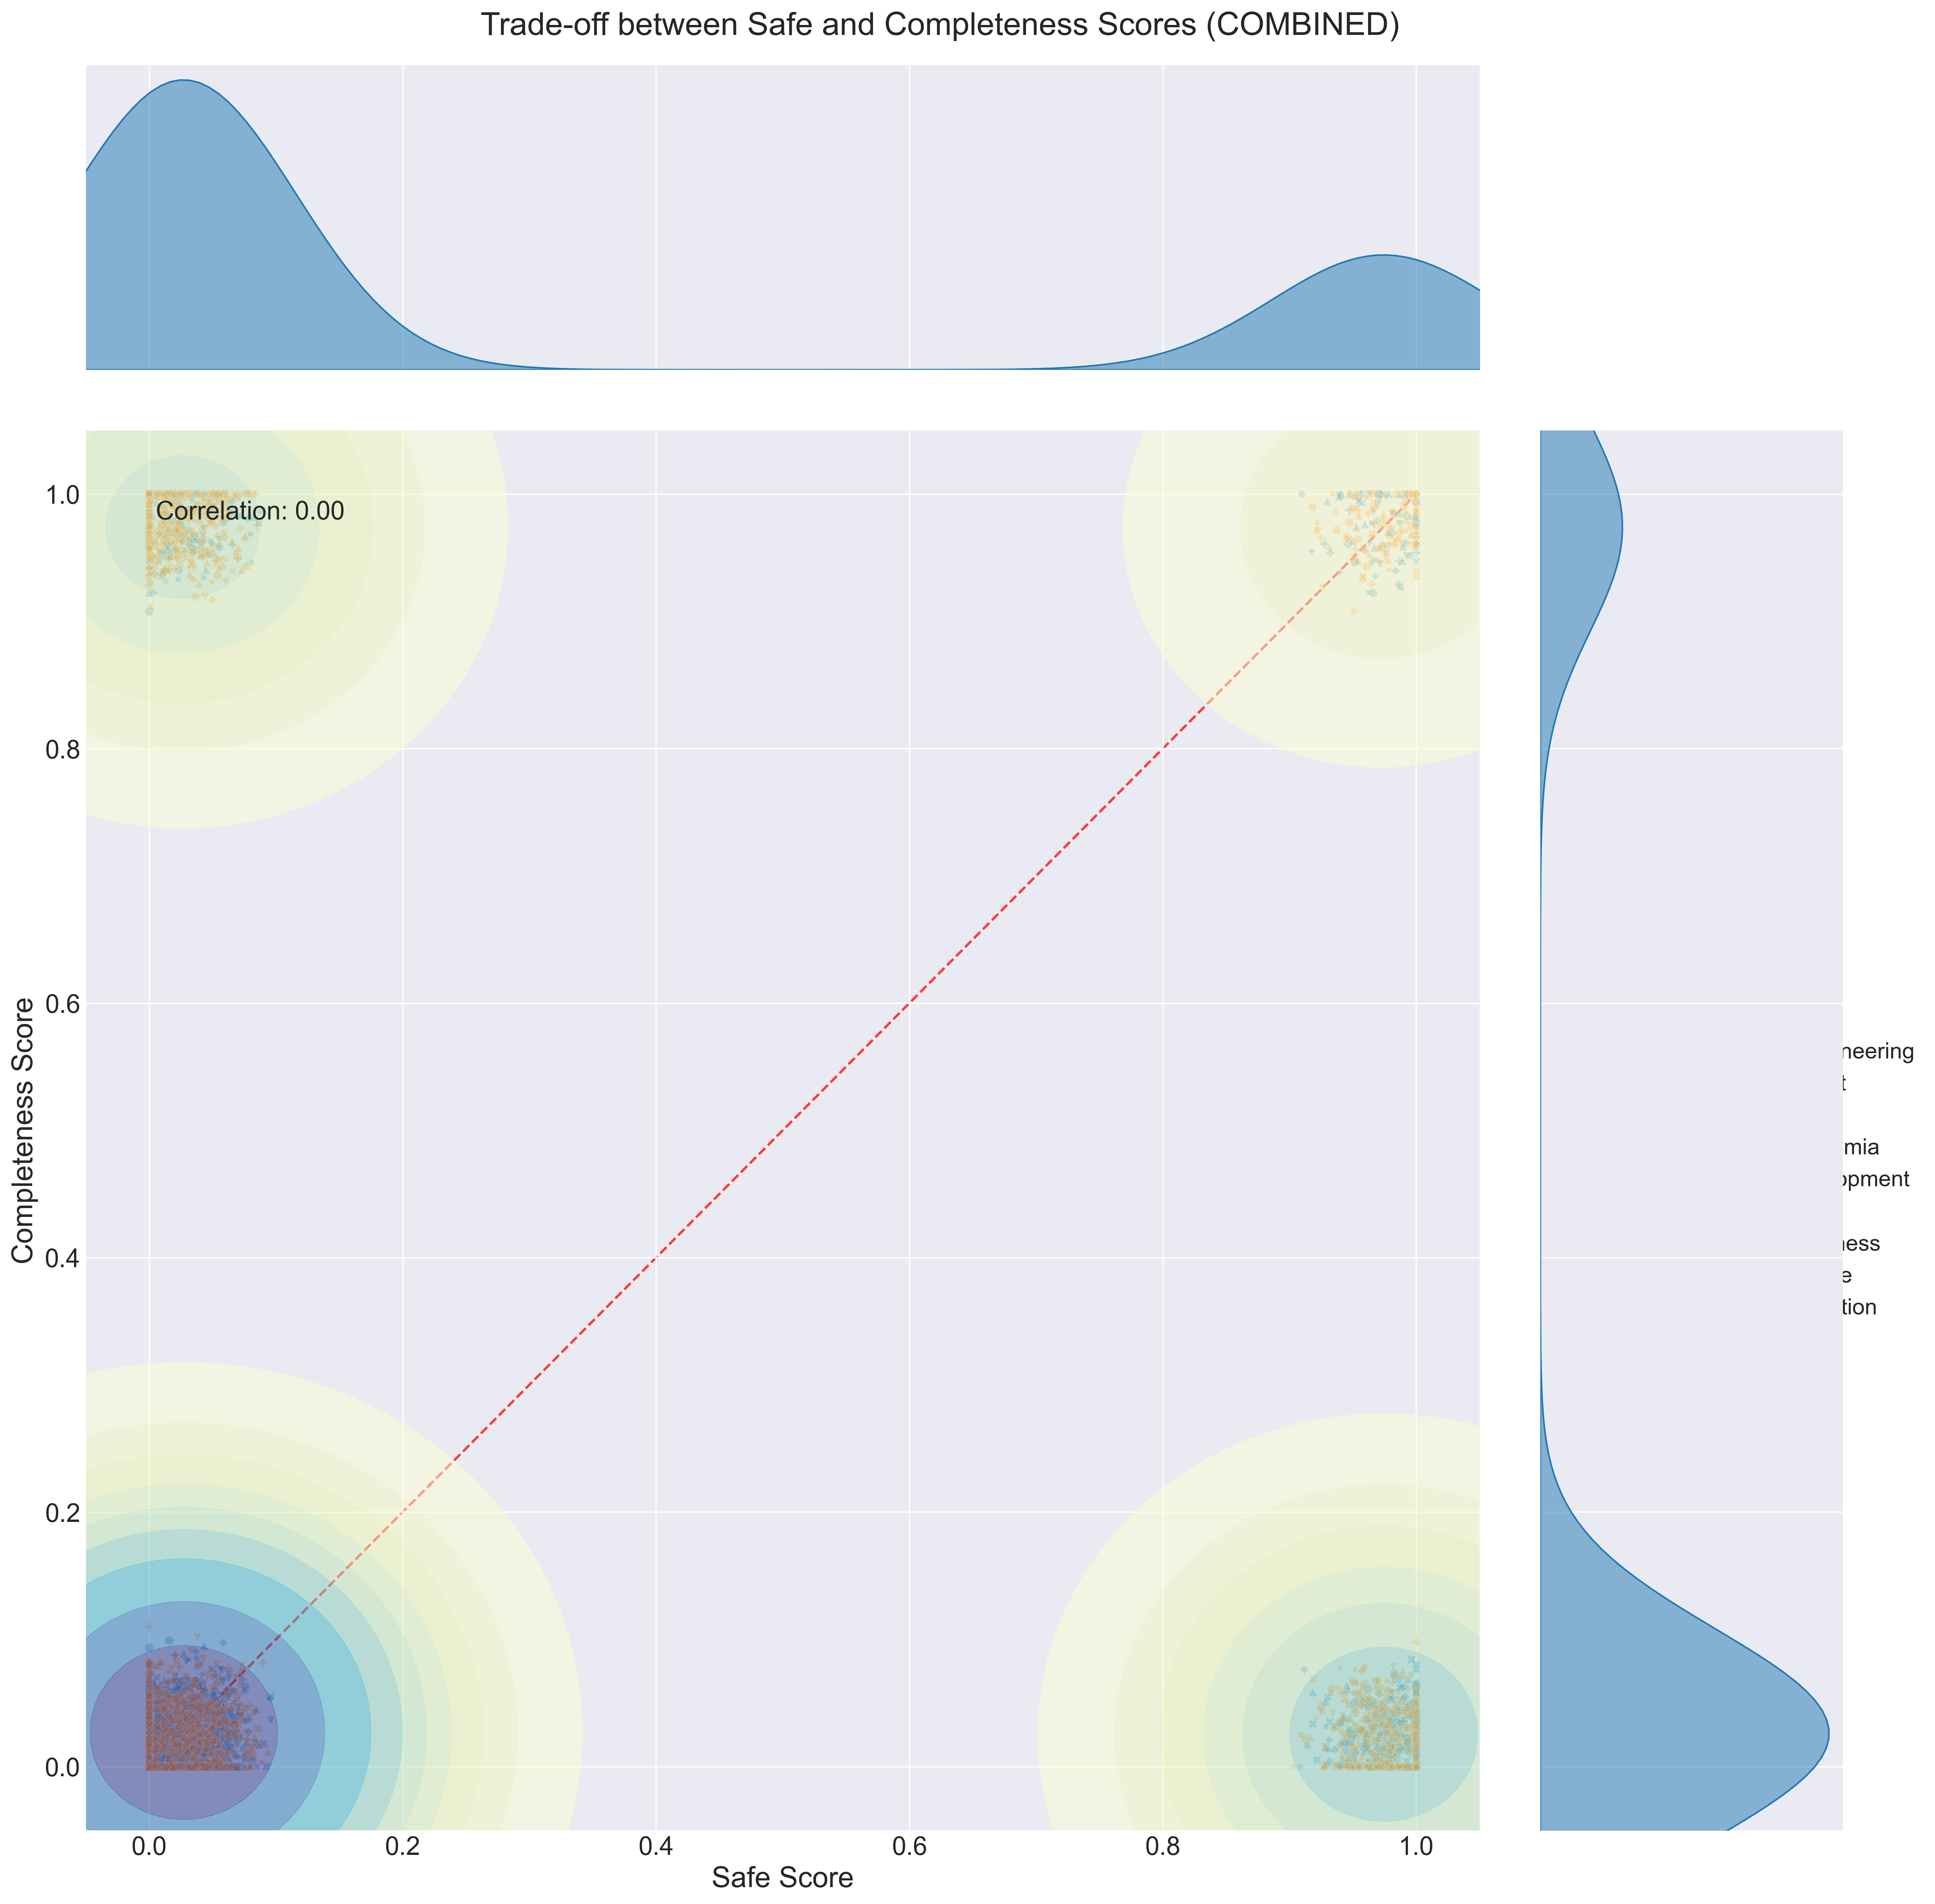 Trade-off between Safe and Completeness Scores (COMBINED)
Correlation: 0.00
1.0
0.8
0.6
0.4
0.2
0.0
Completeness Score
0.0 0.2 0.4 0.6 0.8 1.0
Safe Score
neering
t
mia
opment
ness
e
tion